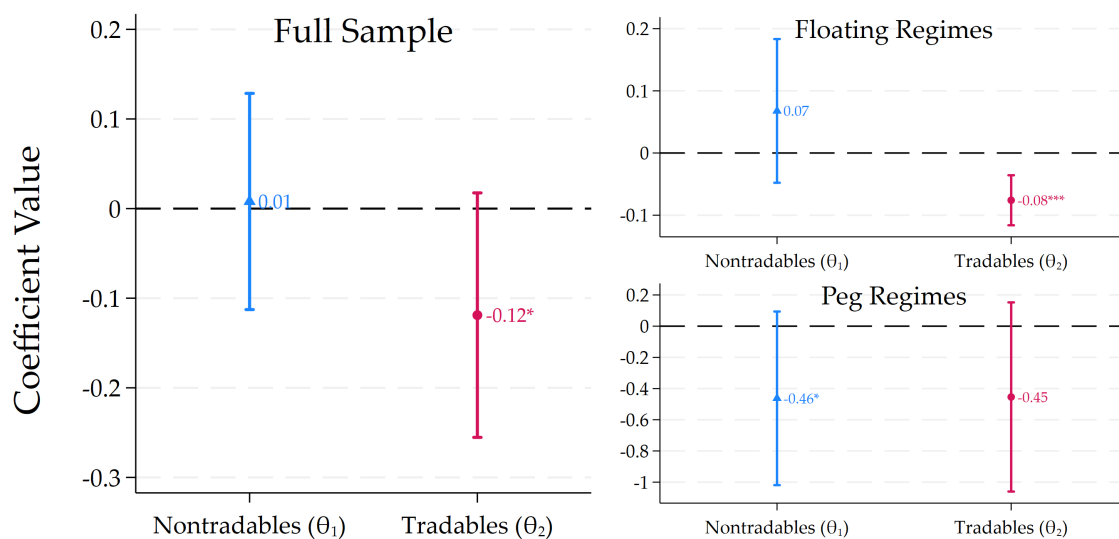 Coefficient Value
Full Sample
0.2
0.1
0
-0.1
-0.2
-0.3
0.01
-0.12*
Nontradables (θ₁)
Tradables (θ₂)
Floating Regimes
0.2
0.1
0
-0.1
0.07
-0.08***
Nontradables (θ₁)
Tradables (θ₂)
Peg Regimes
0.2
0
-0.2
-0.4
-0.6
-0.8
-1
-0.46*
-0.45
Nontradables (θ₁)
Tradables (θ₂)